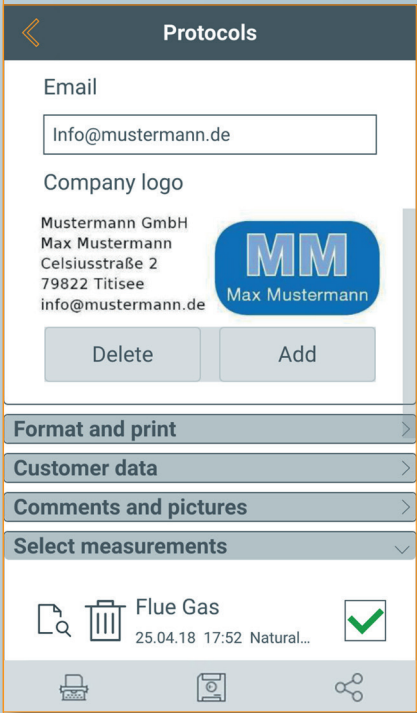 Protocols
Email
Info@mustermann.de
Company logo
Mustermann GmbH
Max Mustermann
Celsiusstraße 2
79822 Titisee
info@mustermann.de
MM
Max Mustermann
Delete
Add
Format and print
Customer data
Comments and pictures
Select measurements
Flue Gas
25.04.18 17:52 Natural...